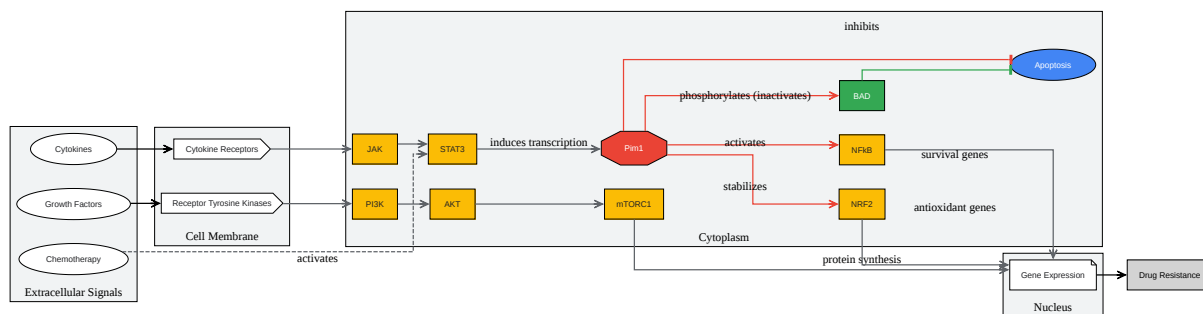 inhibits
Apoptosis
phosphorylates (inactivates)
BAD
Cytokines
Cytokine Receptors
JAK
STAT3
induces transcription
Pim1
activates
NFkB
survival genes
stabilizes
Growth Factors
Receptor Tyrosine Kinases
PI3K
AKT
mTORC1
NRF2
antioxidant genes
Cell Membrane
Cytoplasm
Chemotherapy
activates
protein synthesis
Gene Expression
Drug Resistance
Extracellular Signals
Nucleus